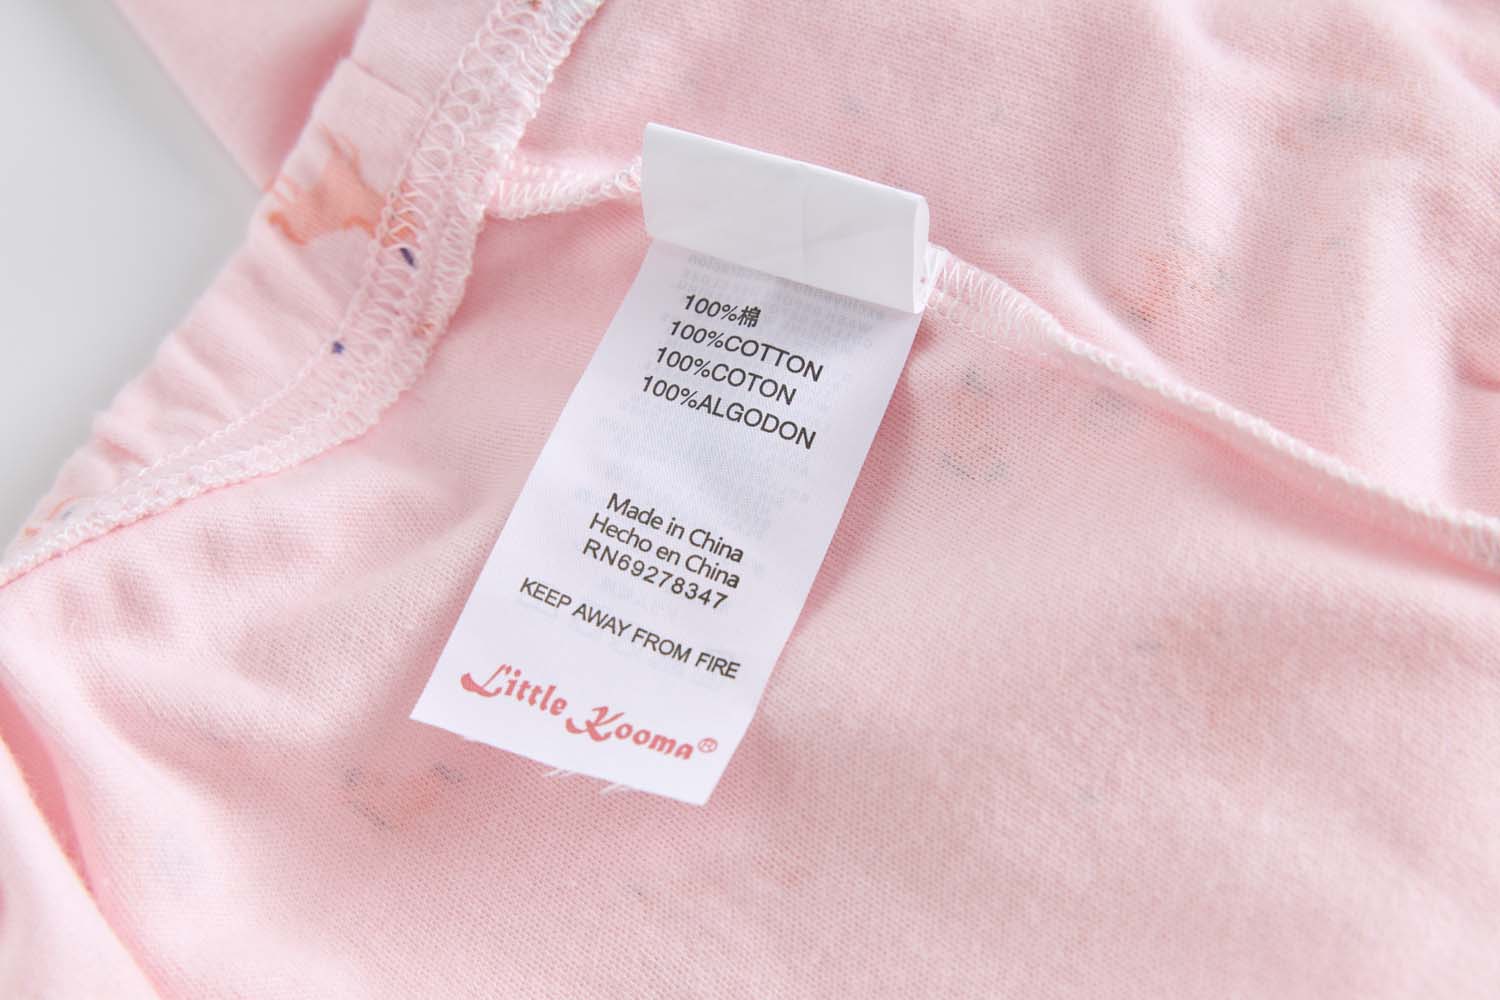 100%棉
100%COTTON
100%COTON
100%ALGODON
Made in China
Hecho en China
RN69278347
KEEP AWAY FROM FIRE
Little Kooma®